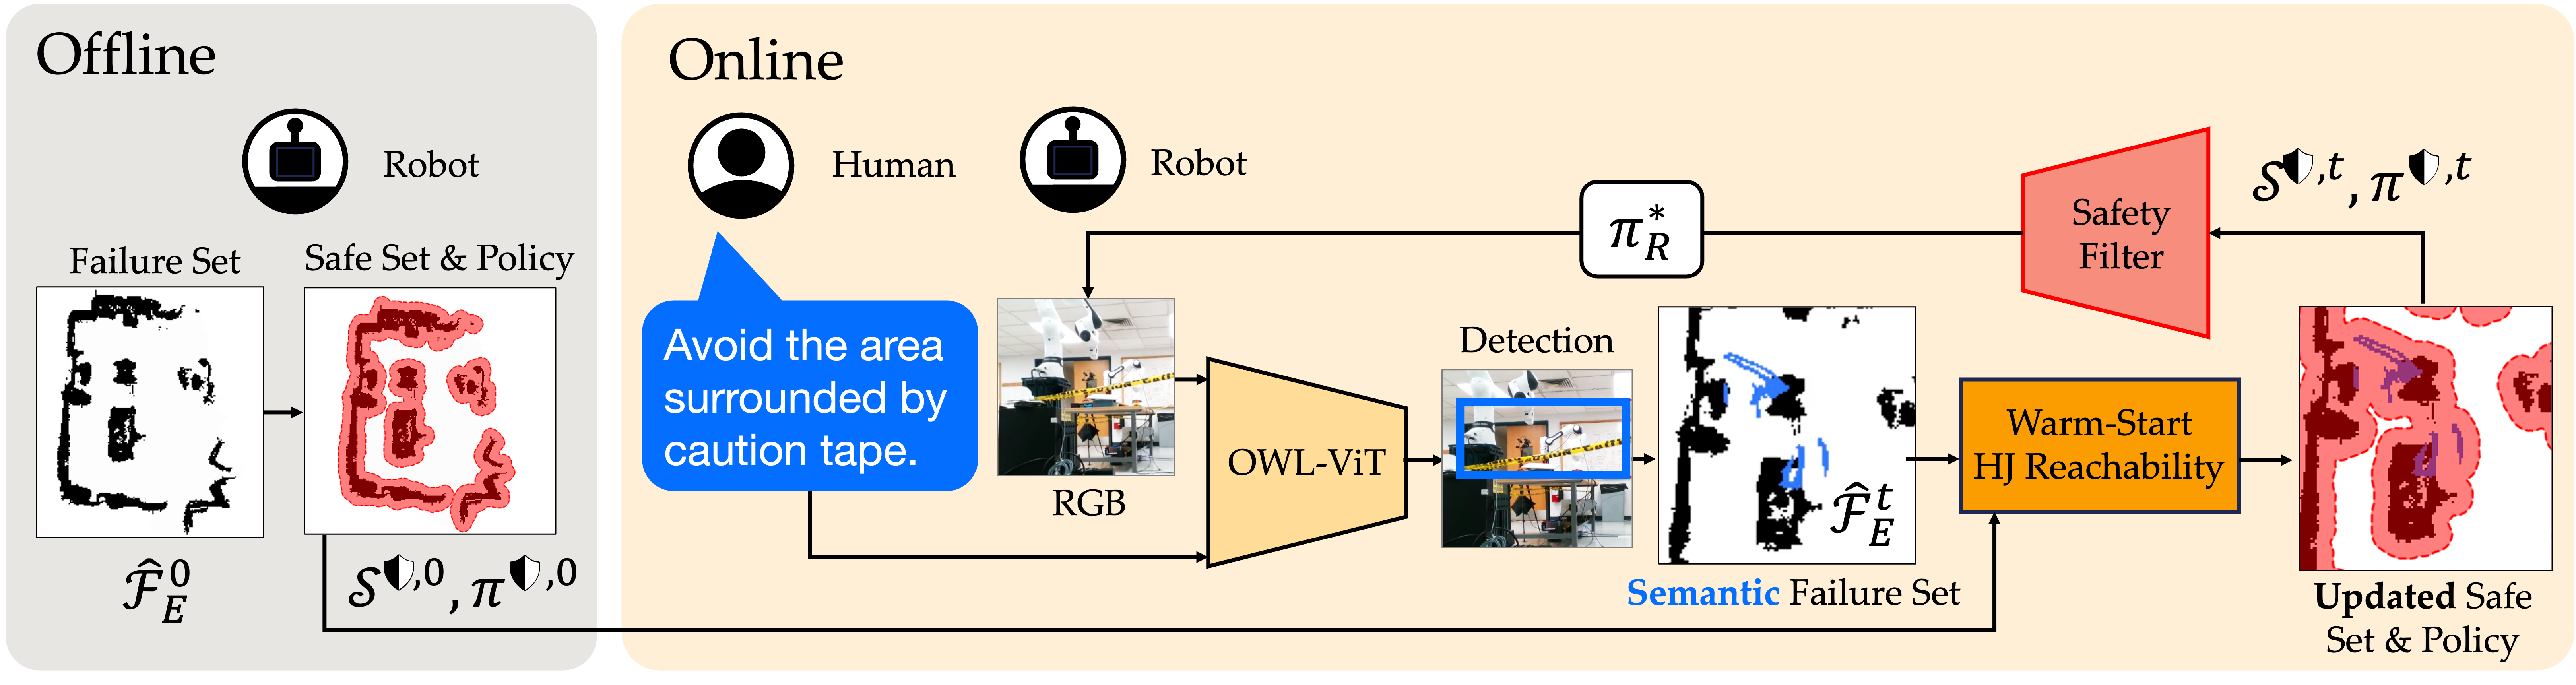 Offline
Robot
Failure Set
Safe Set & Policy
$\hat{\mathcal{F}}_E^0$
$\mathcal{S}^{🛡,0}, \pi^{🛡,0}$
Online
Human
Robot
Avoid the area
surrounded by
caution tape.
RGB
OWL-ViT
Detection
$\hat{\mathcal{F}}_E^t$
Semantic Failure Set
Warm-Start
HJ Reachability
Updated Safe
Set & Policy
$\mathcal{S}^{🛡,t}, \pi^{🛡,t}$
Safety
Filter
$\pi_R^*$